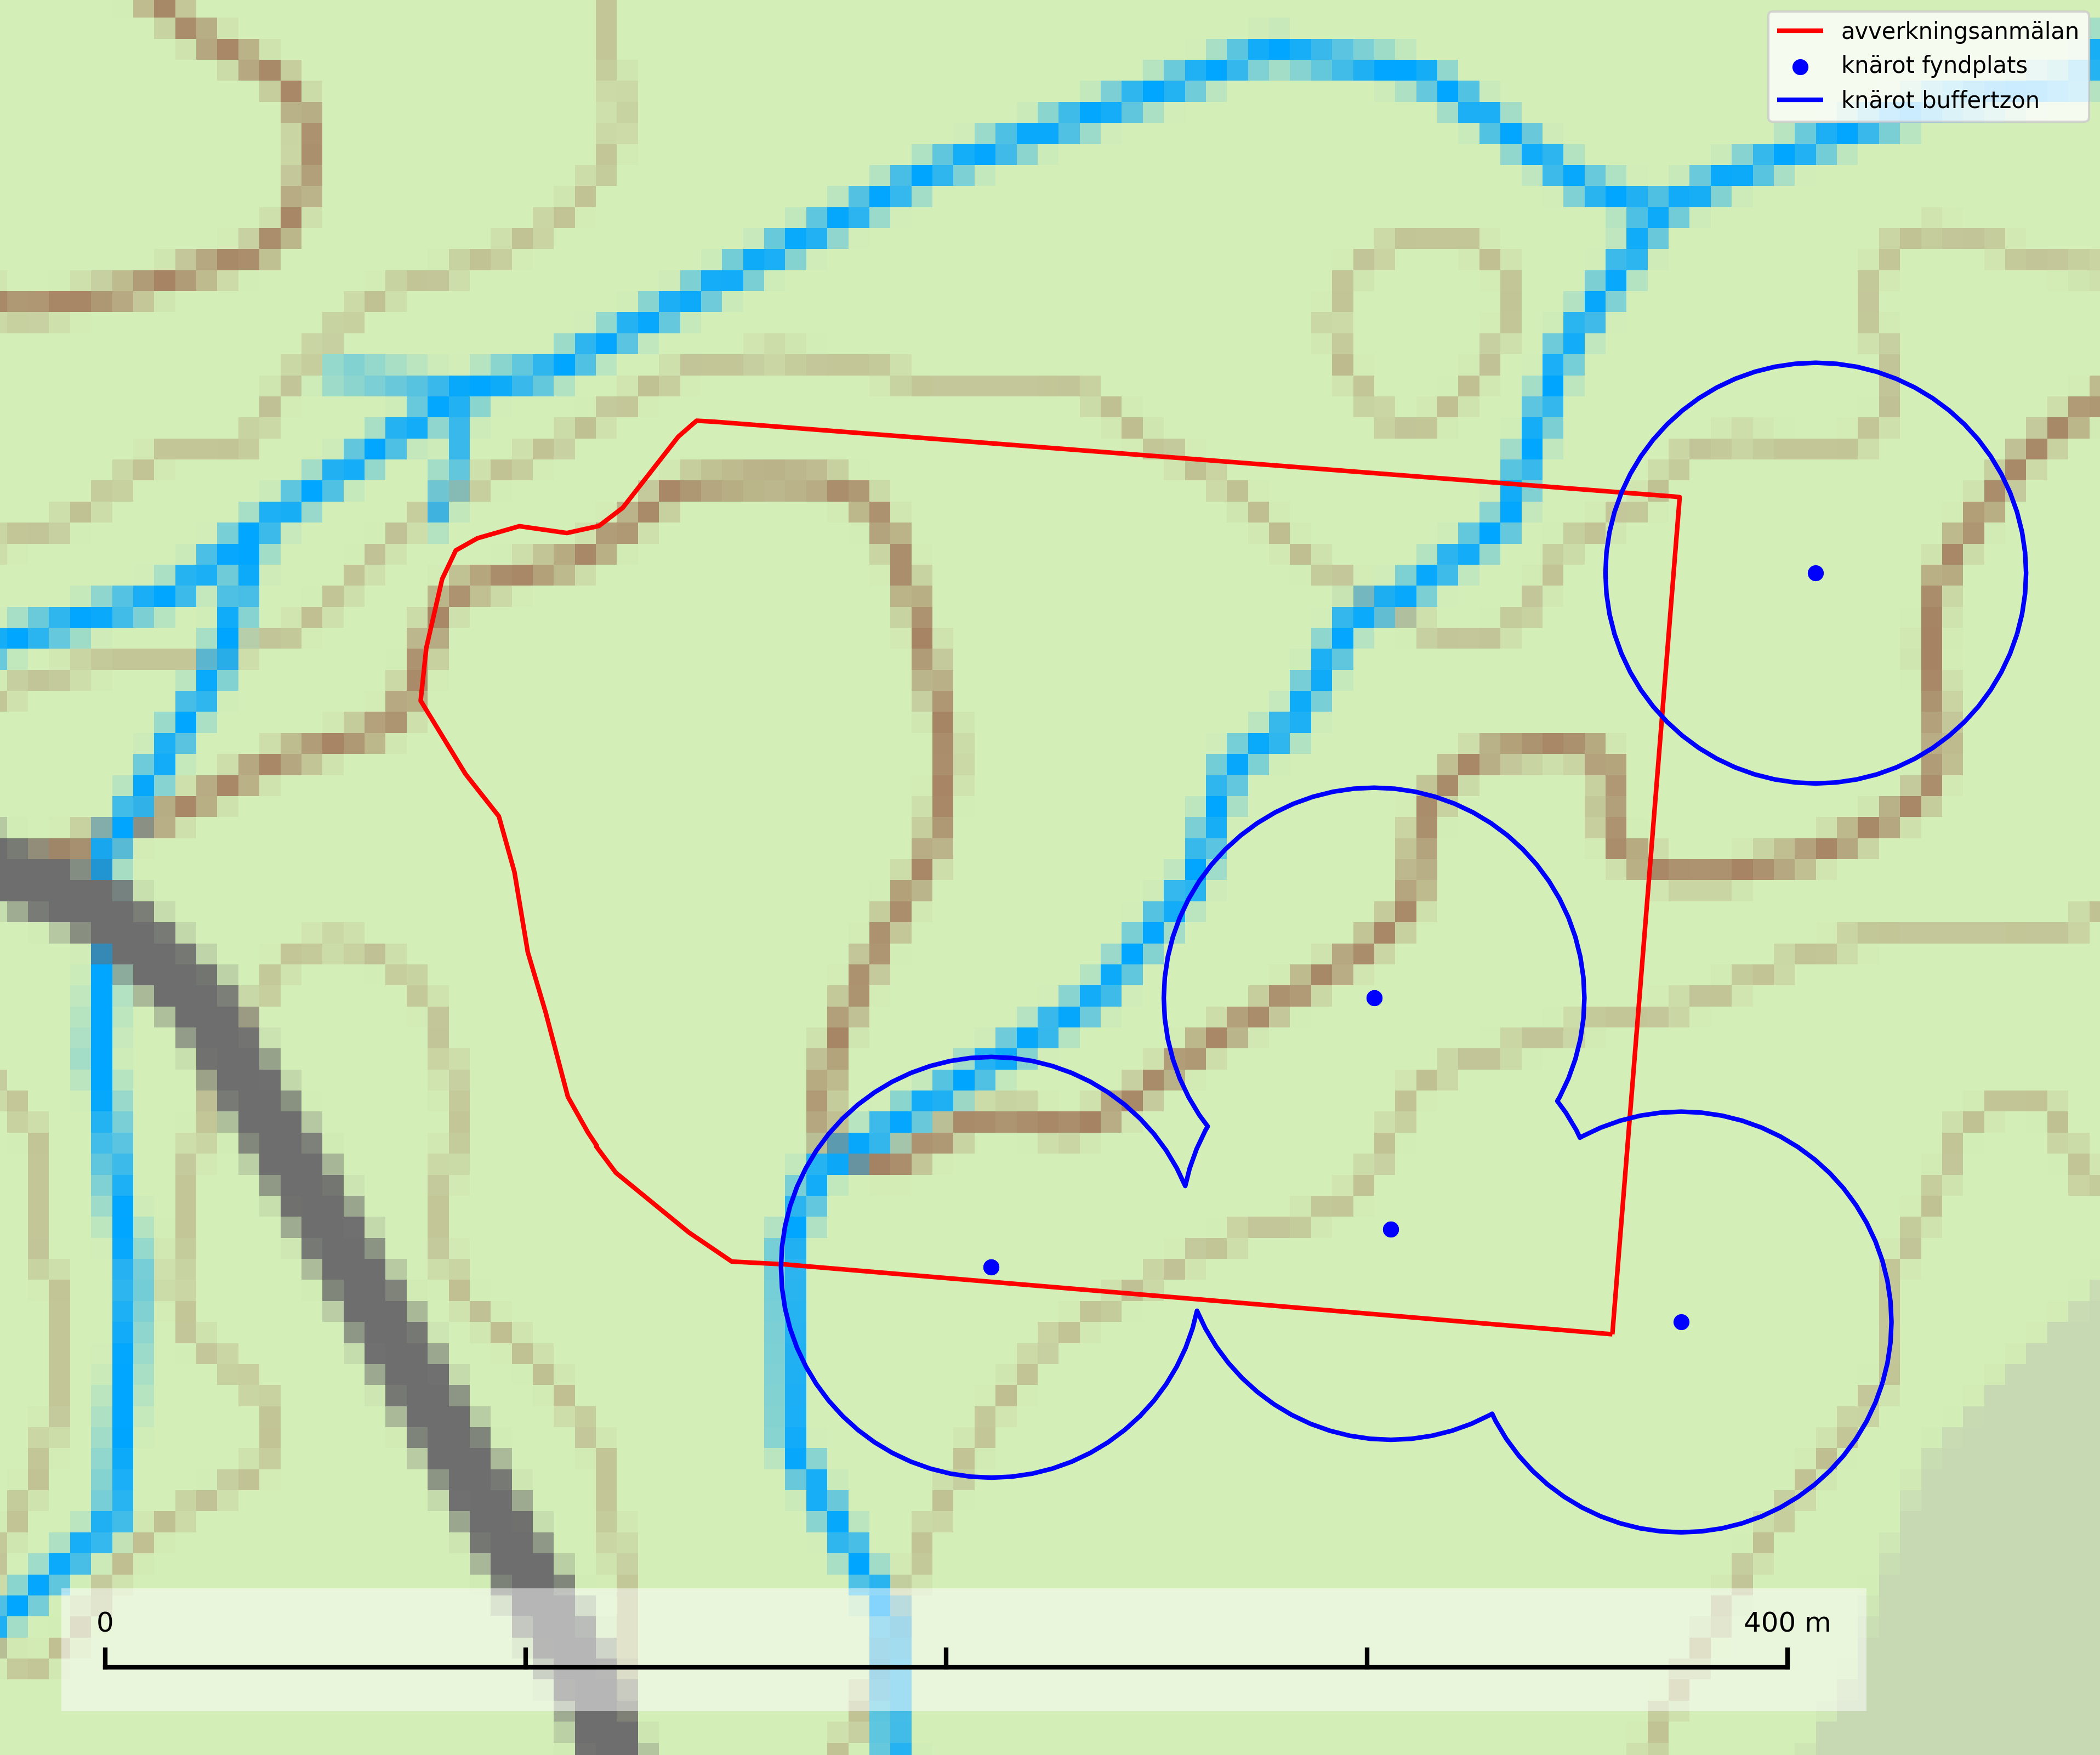 avverkningsanmälan
knärot fyndplats
knärot buffertzon
0
400 m